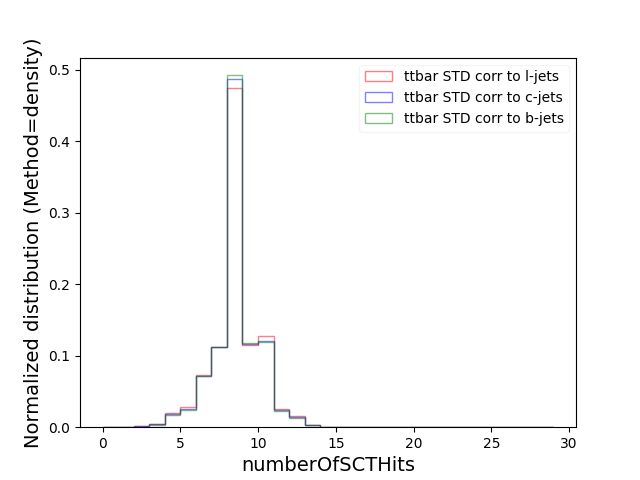 ttbar STD corr to l-jets
ttbar STD corr to c-jets
ttbar STD corr to b-jets
Normalized distribution (Method=density)
0.5
0.4
0.3
0.2
0.1
0.0
0 5 10 15 20 25 30
numberOfSCTHits